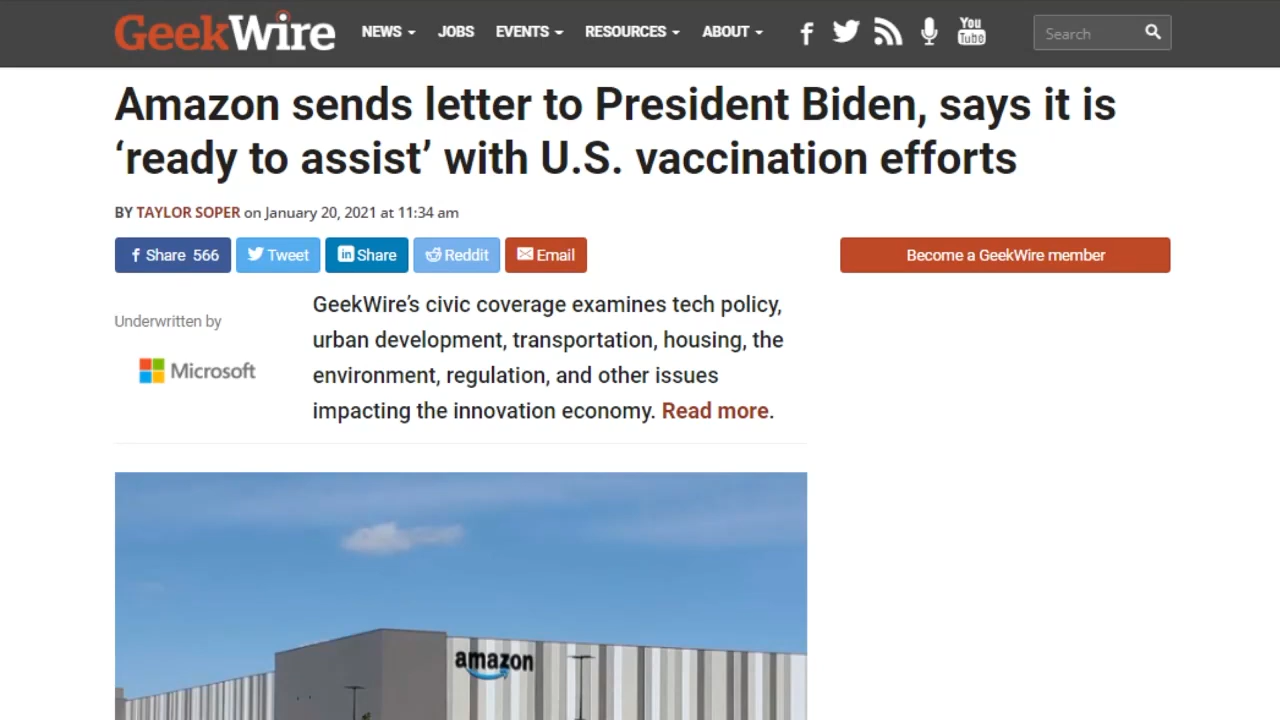 GeekWire NEWS JOBS EVENTS RESOURCES ABOUT You Tube Search
Amazon sends letter to President Biden, says it is
‘ready to assist’ with U.S. vaccination efforts
BY TAYLOR SOPER on January 20, 2021 at 11:34 am
Share 566 Tweet Share Reddit Email Become a GeekWire member
Underwritten by
Microsoft
GeekWire’s civic coverage examines tech policy,
urban development, transportation, housing, the
environment, regulation, and other issues
impacting the innovation economy. Read more.
amazon